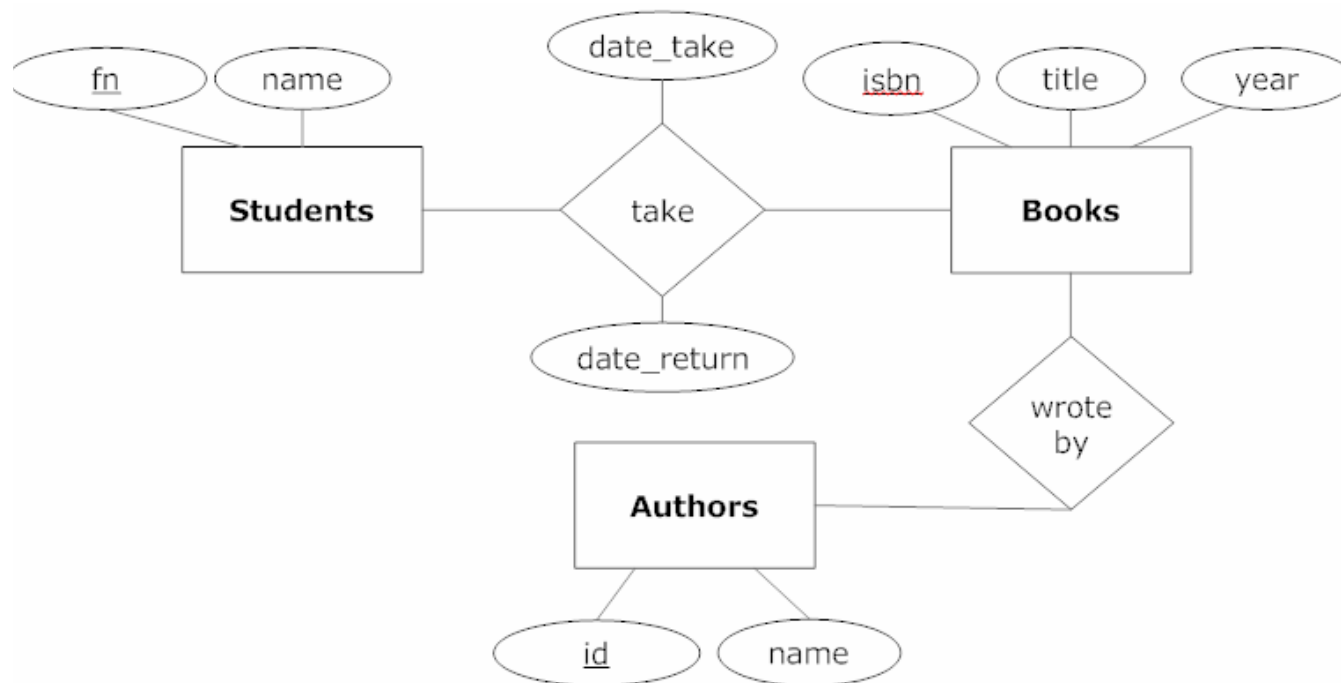 date_take
fn
name
isbn
title
year
Students
take
Books
date_return
wrote
by
Authors
id
name